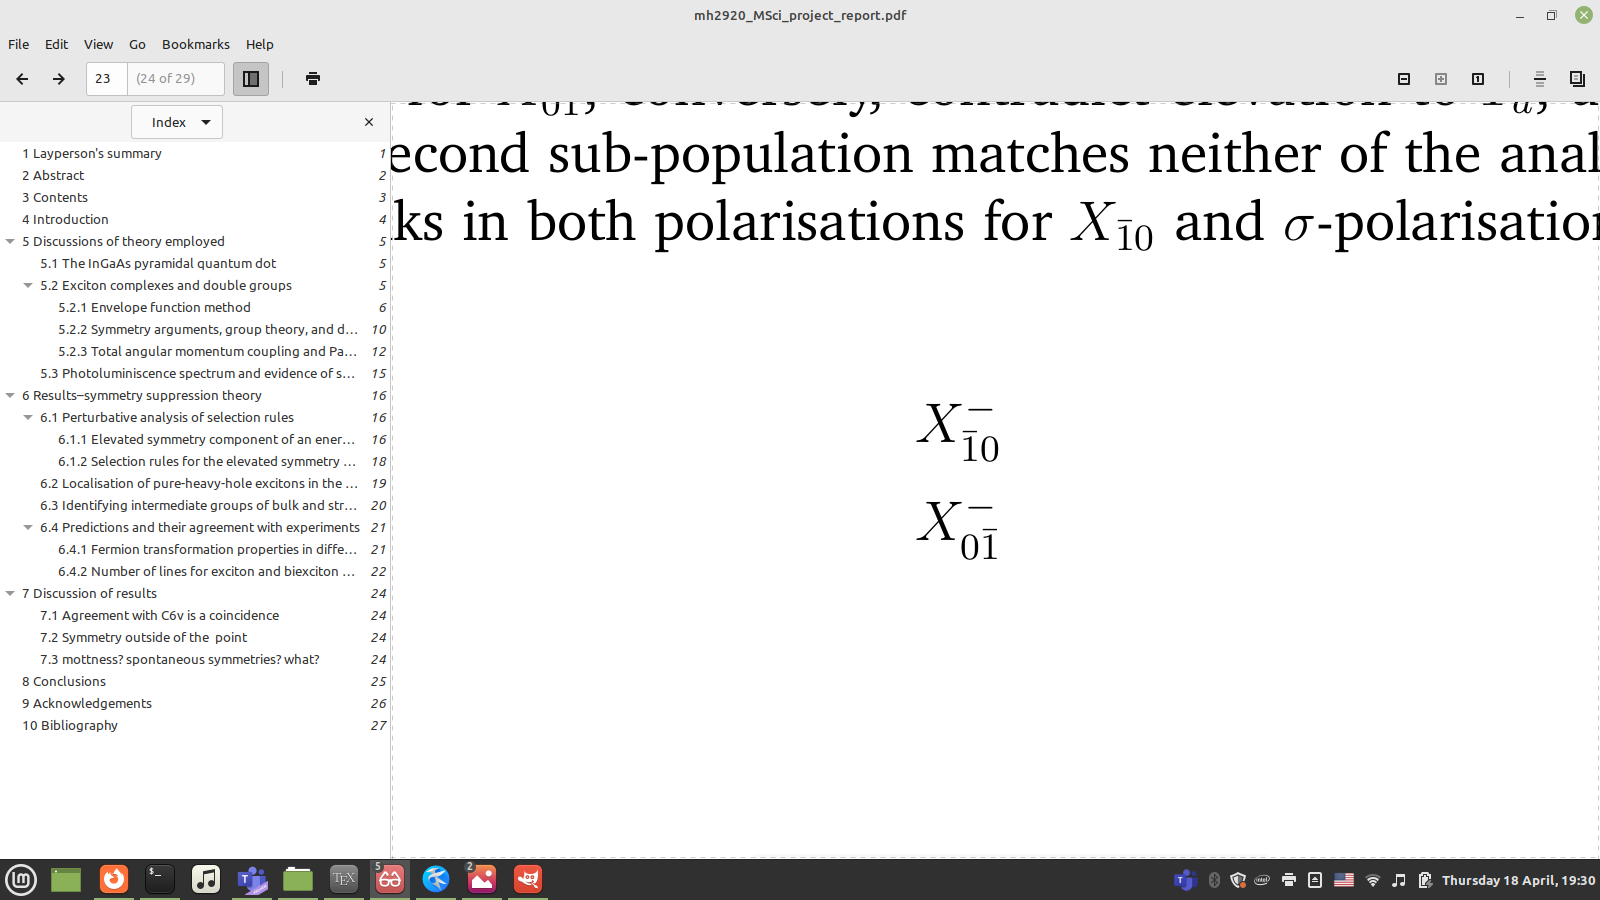 mh2920_MSci_project_report.pdf
File Edit View Go Bookmarks Help
23 (24 of 29)
Index
1 Layperson's summary 1
2 Abstract 2
3 Contents 3
4 Introduction 4
5 Discussions of theory employed 5
5.1 The InGaAs pyramidal quantum dot 5
5.2 Exciton complexes and double groups 5
5.2.1 Envelope function method 6
5.2.2 Symmetry arguments, group theory, and d… 10
5.2.3 Total angular momentum coupling and Pa… 12
5.3 Photoluminiscence spectrum and evidence of s… 15
6 Results–symmetry suppression theory 16
6.1 Perturbative analysis of selection rules 16
6.1.1 Elevated symmetry component of an ener… 16
6.1.2 Selection rules for the elevated symmetry … 18
6.2 Localisation of pure-heavy-hole excitons in the … 19
6.3 Identifying intermediate groups of bulk and str… 20
6.4 Predictions and their agreement with experiments 21
6.4.1 Fermion transformation properties in diffe… 21
6.4.2 Number of lines for exciton and biexciton … 22
7 Discussion of results 24
7.1 Agreement with C6v is a coincidence 24
7.2 Symmetry outside of the point 24
7.3 mottness? spontaneous symmetries? what? 24
8 Conclusions 25
9 Acknowledgements 26
10 Bibliography 27
econd sub-population matches neither of the anal
ks in both polarisations for X_{\bar{1}0} and σ-polarisation
X^{-}_{\bar{1}0}
X^{-}_{0\bar{1}}
TEX 5 2 Thursday 18 April, 19:30